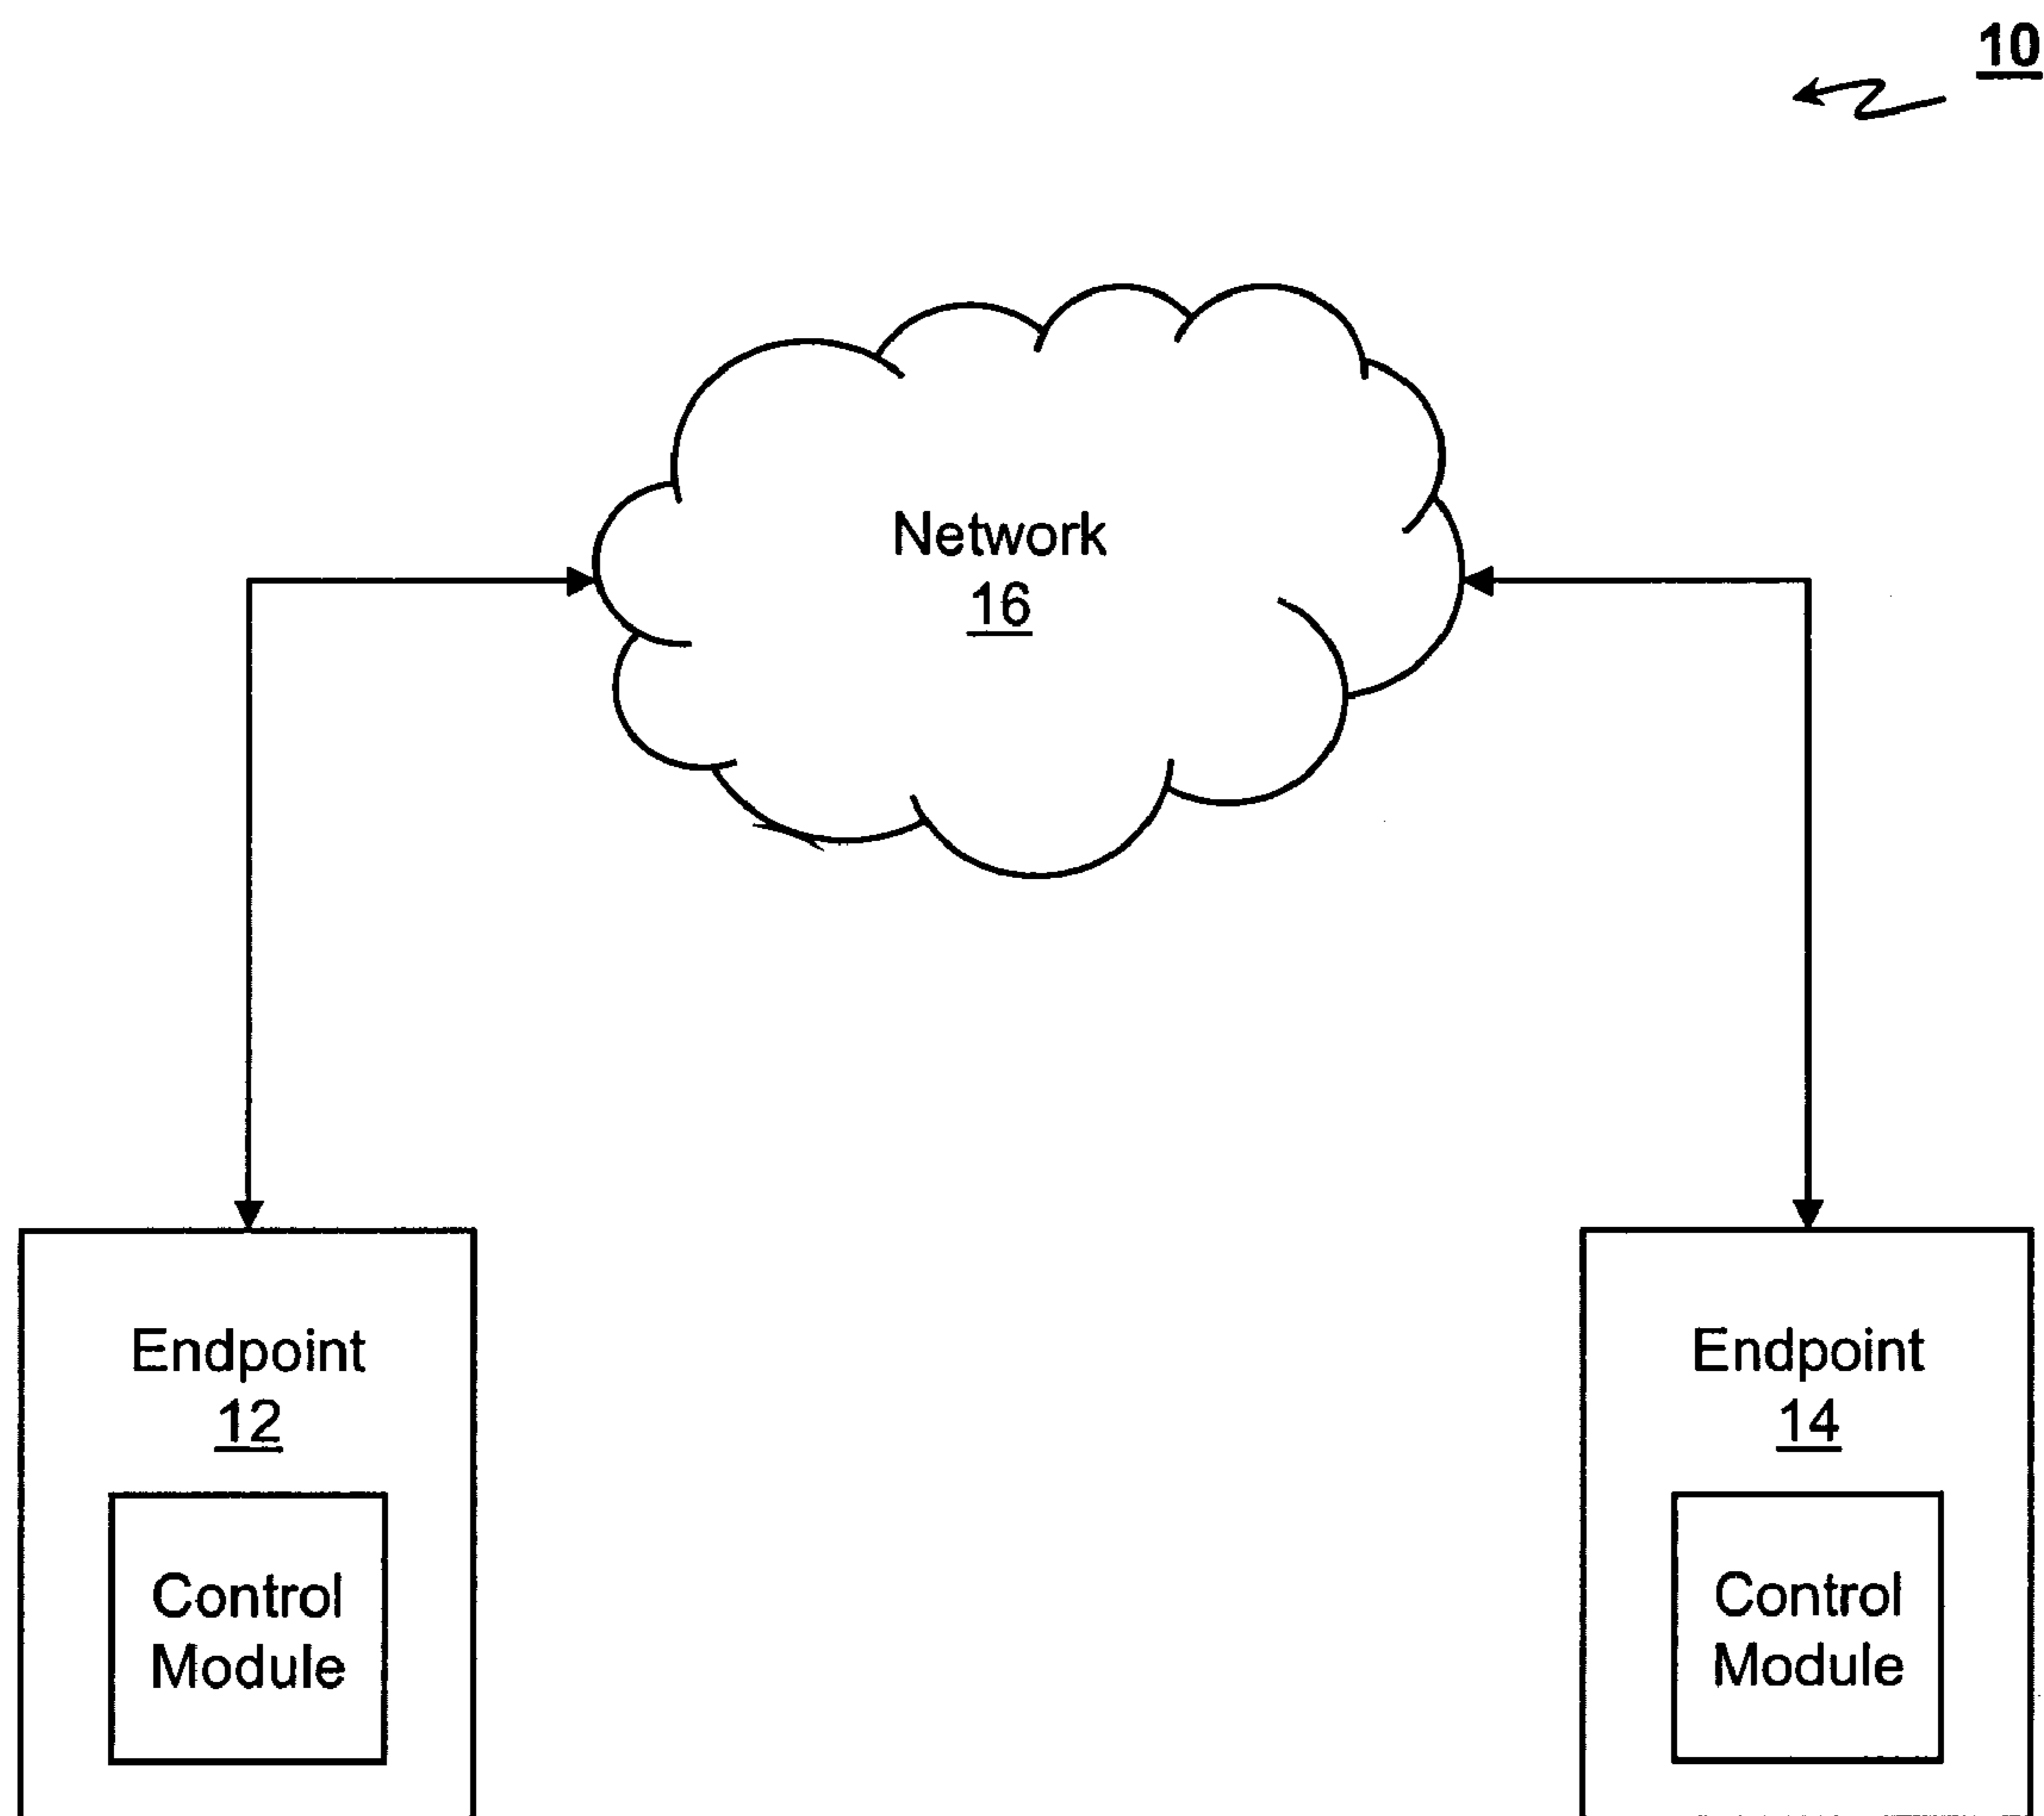 10
Network
16
Endpoint
12
Control
Module
Endpoint
14
Control
Module